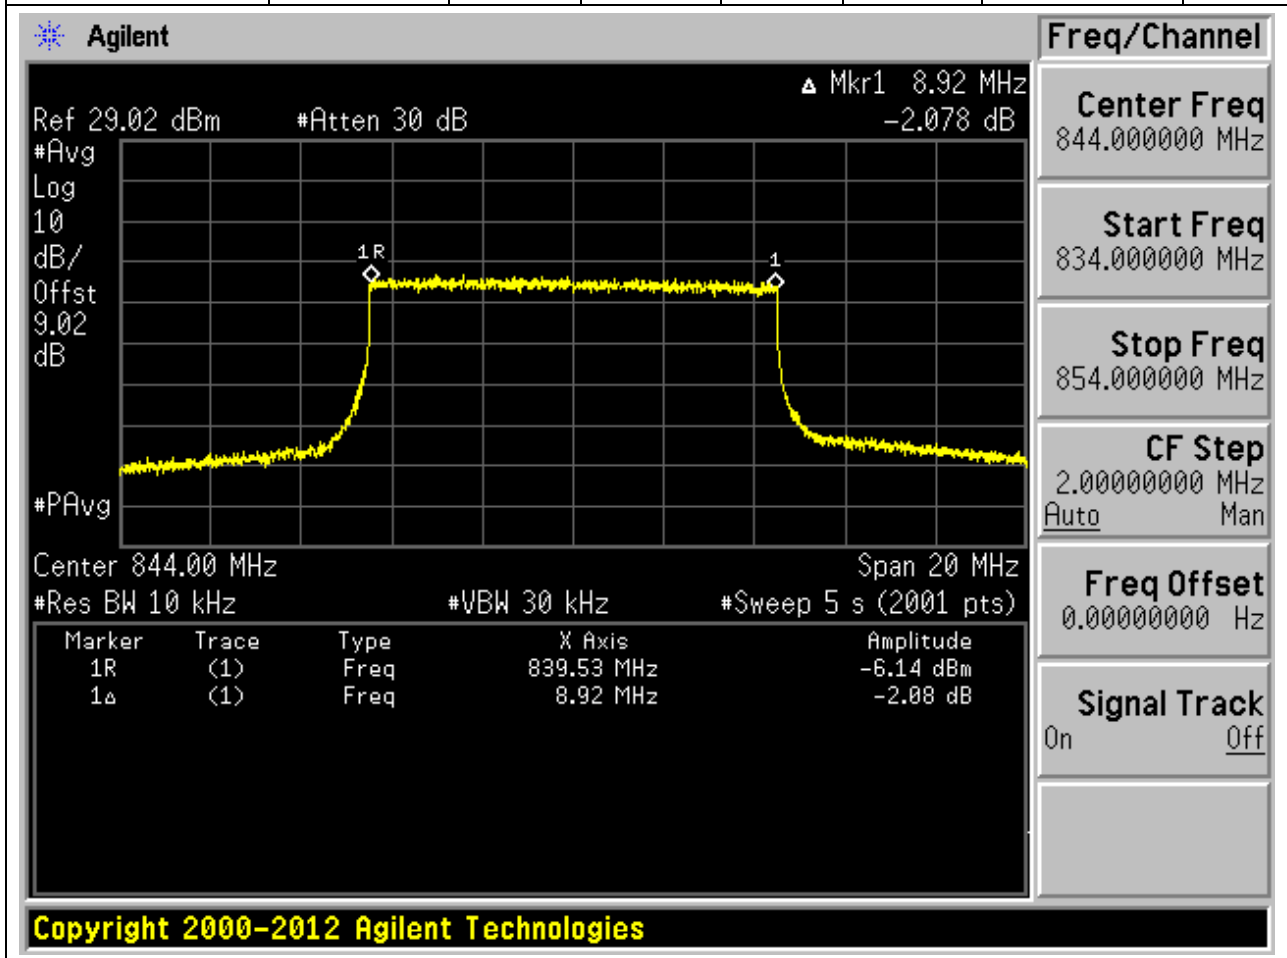 Agilent
Freq/Channel
Δ Mkr1 8.92 MHz
Ref 29.02 dBm #Atten 30 dB -2.078 dB
#Avg
Log
10
dB/
Offst
9.02
dB
1R
1
#PAvg
Center 844.00 MHz Span 20 MHz
#Res BW 10 kHz #VBW 30 kHz #Sweep 5 s (2001 pts)
Marker Trace Type X Axis Amplitude
1R (1) Freq 839.53 MHz -6.14 dBm
1Δ (1) Freq 8.92 MHz -2.08 dB
Center Freq
844.000000 MHz
Start Freq
834.000000 MHz
Stop Freq
854.000000 MHz
CF Step
2.00000000 MHz
Auto Man
Freq Offset
0.00000000 Hz
Signal Track
On Off
Copyright 2000-2012 Agilent Technologies